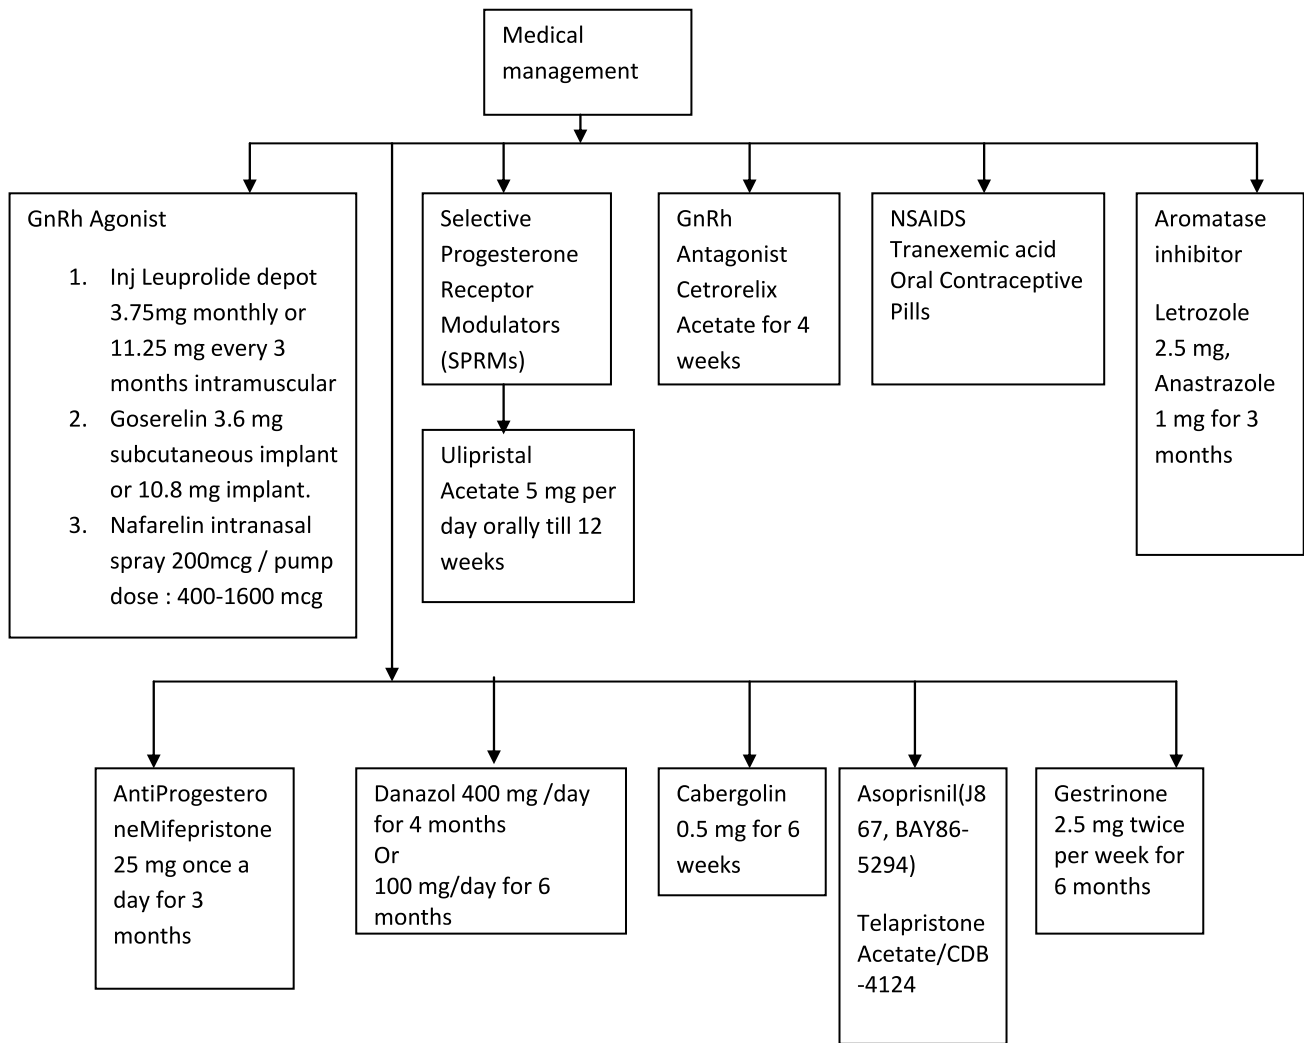 Medical
management
GnRh Agonist
1. Inj Leuprolide depot
3.75mg monthly or
11.25 mg every 3
months intramuscular
2. Goserelin 3.6 mg
subcutaneous implant
or 10.8 mg implant.
3. Nafarelin intranasal
spray 200mcg / pump
dose : 400-1600 mcg
Selective
Progesterone
Receptor
Modulators
(SPRMs)
Ulipristal
Acetate 5 mg per
day orally till 12
weeks
GnRh
Antagonist
Cetrorelix
Acetate for 4
weeks
NSAIDS
Tranexemic acid
Oral Contraceptive
Pills
Aromatase
inhibitor
Letrozole
2.5 mg,
Anastrazole
1 mg for 3
months
AntiProgestero
neMifepristone
25 mg once a
day for 3
months
Danazol 400 mg /day
for 4 months
Or
100 mg/day for 6
months
Cabergolin
0.5 mg for 6
weeks
Asoprisnil(J8
67, BAY86-
5294)
Telapristone
Acetate/CDB
-4124
Gestrinone
2.5 mg twice
per week for
6 months